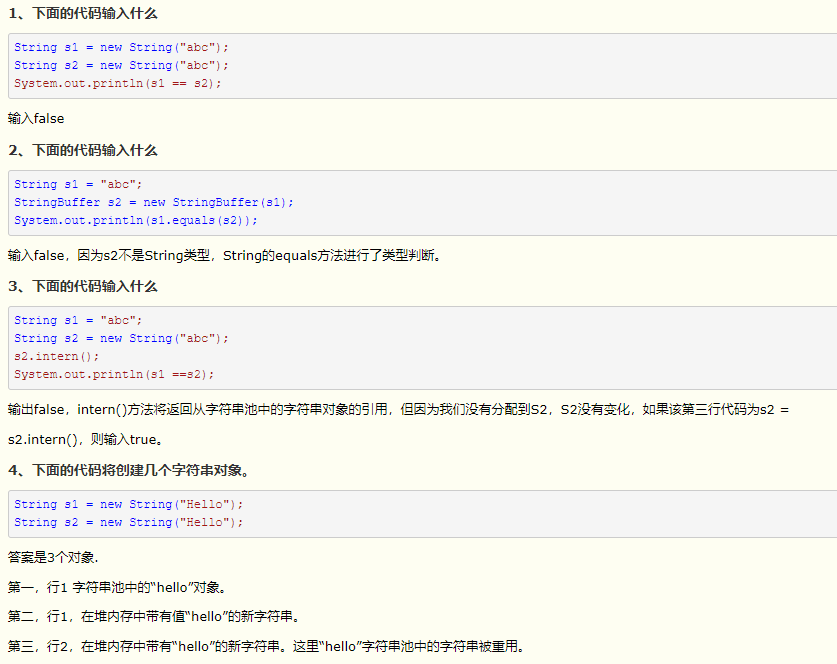 1、下面的代码输入什么
String s1 = new String("abc");
String s2 = new String("abc");
System.out.println(s1 == s2);
输入false
2、下面的代码输入什么
String s1 = "abc";
StringBuffer s2 = new StringBuffer(s1);
System.out.println(s1.equals(s2));
输入false，因为s2不是String类型，String的equals方法进行了类型判断。
3、下面的代码输入什么
String s1 = "abc";
String s2 = new String("abc");
s2.intern();
System.out.println(s1 ==s2);
输出false，intern()方法将返回从字符串池中的字符串对象的引用，但因为我们没有分配到S2，S2没有变化，如果该第三行代码为s2 =
s2.intern()，则输入true。
4、下面的代码将创建几个字符串对象。
String s1 = new String("Hello");
String s2 = new String("Hello");
答案是3个对象.
第一，行1 字符串池中的“hello”对象。
第二，行1，在堆内存中带有值“hello”的新字符串。
第三，行2，在堆内存中带有“hello”的新字符串。这里“hello”字符串池中的字符串被重用。